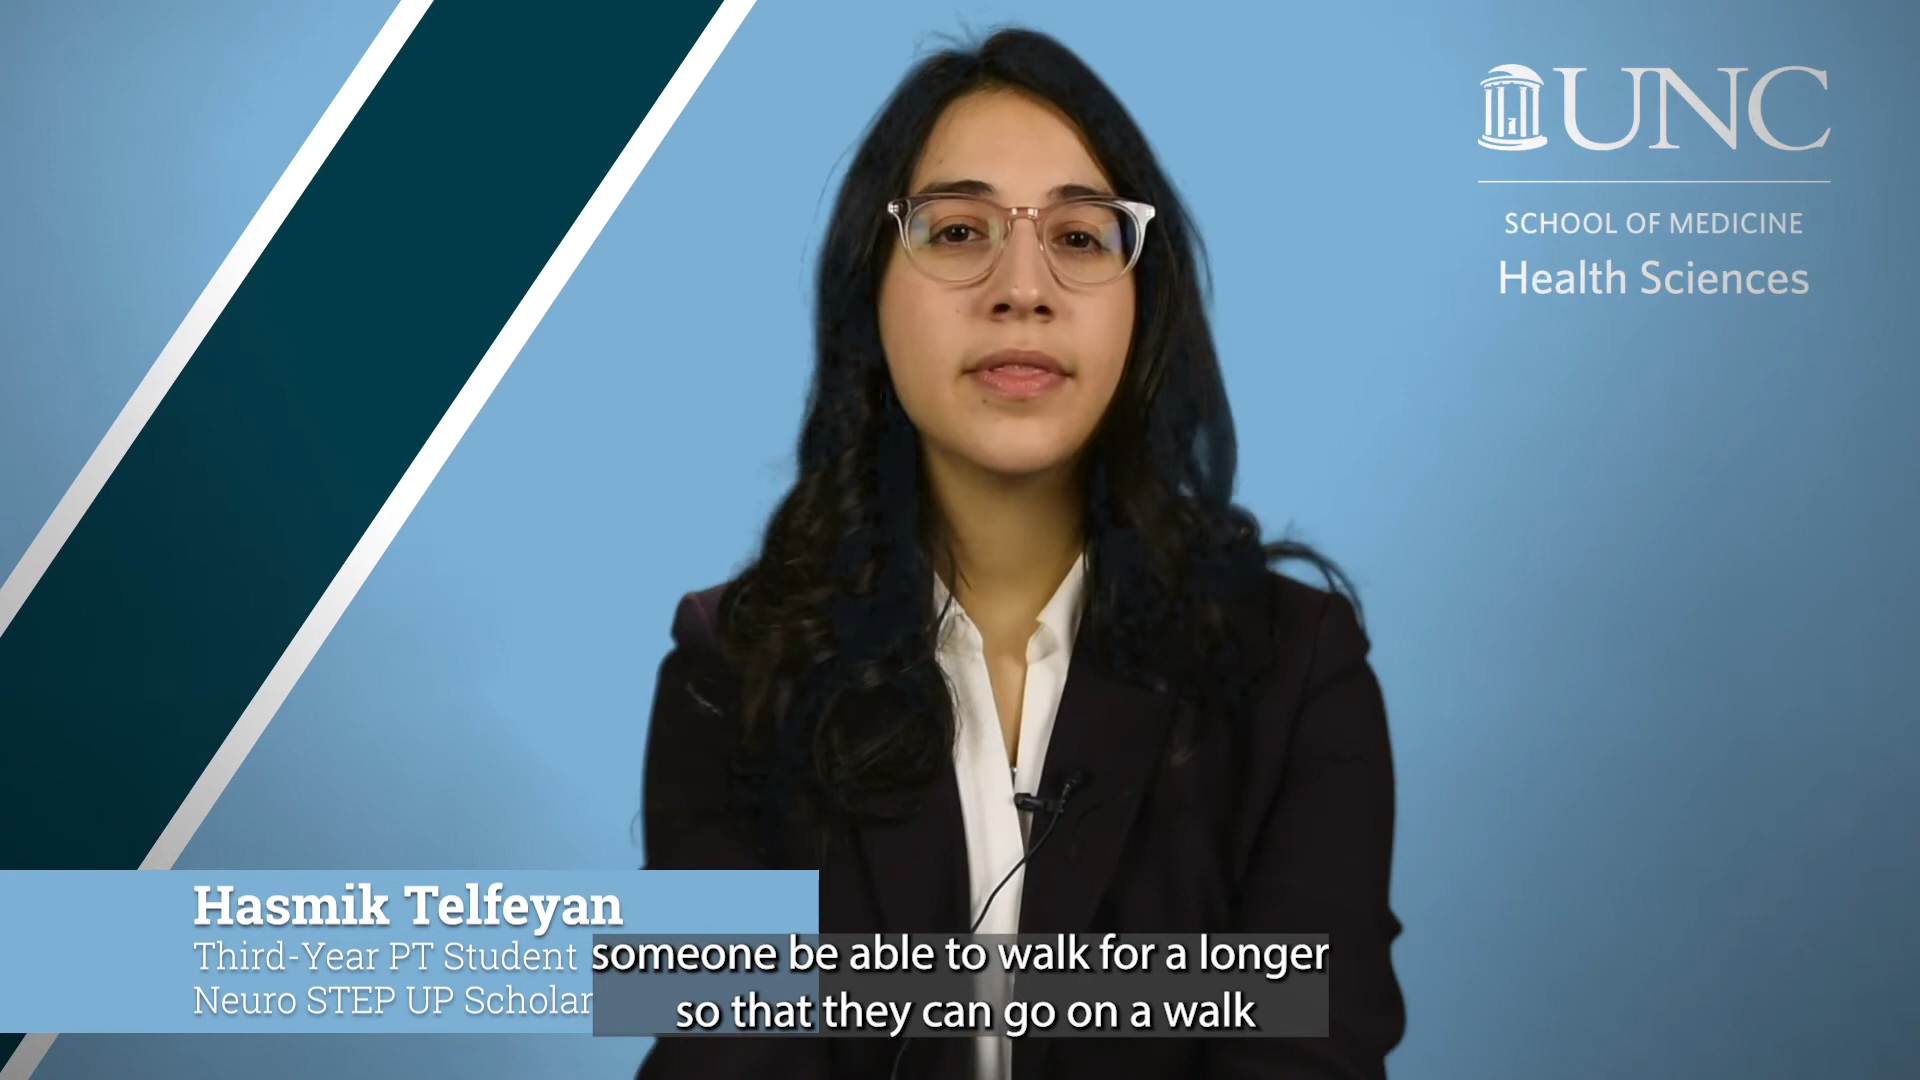 UNC
SCHOOL OF MEDICINE
Health Sciences
Hasmik Telfeyan
Third-Year PT Student
Neuro STEP UP Scholar
someone be able to walk for a longer
so that they can go on a walk